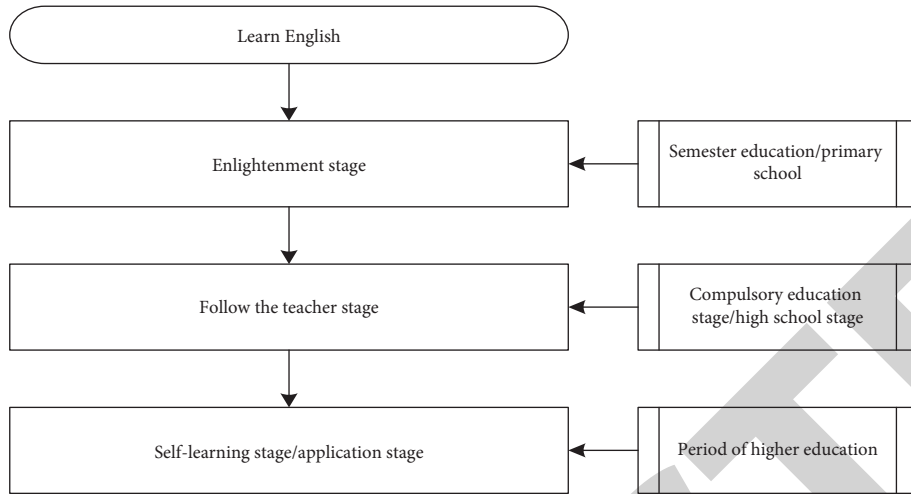 Learn English
Enlightenment stage
Semester education/primary
school
Follow the teacher stage
Compulsory education
stage/high school stage
Self-learning stage/application stage
Period of higher education